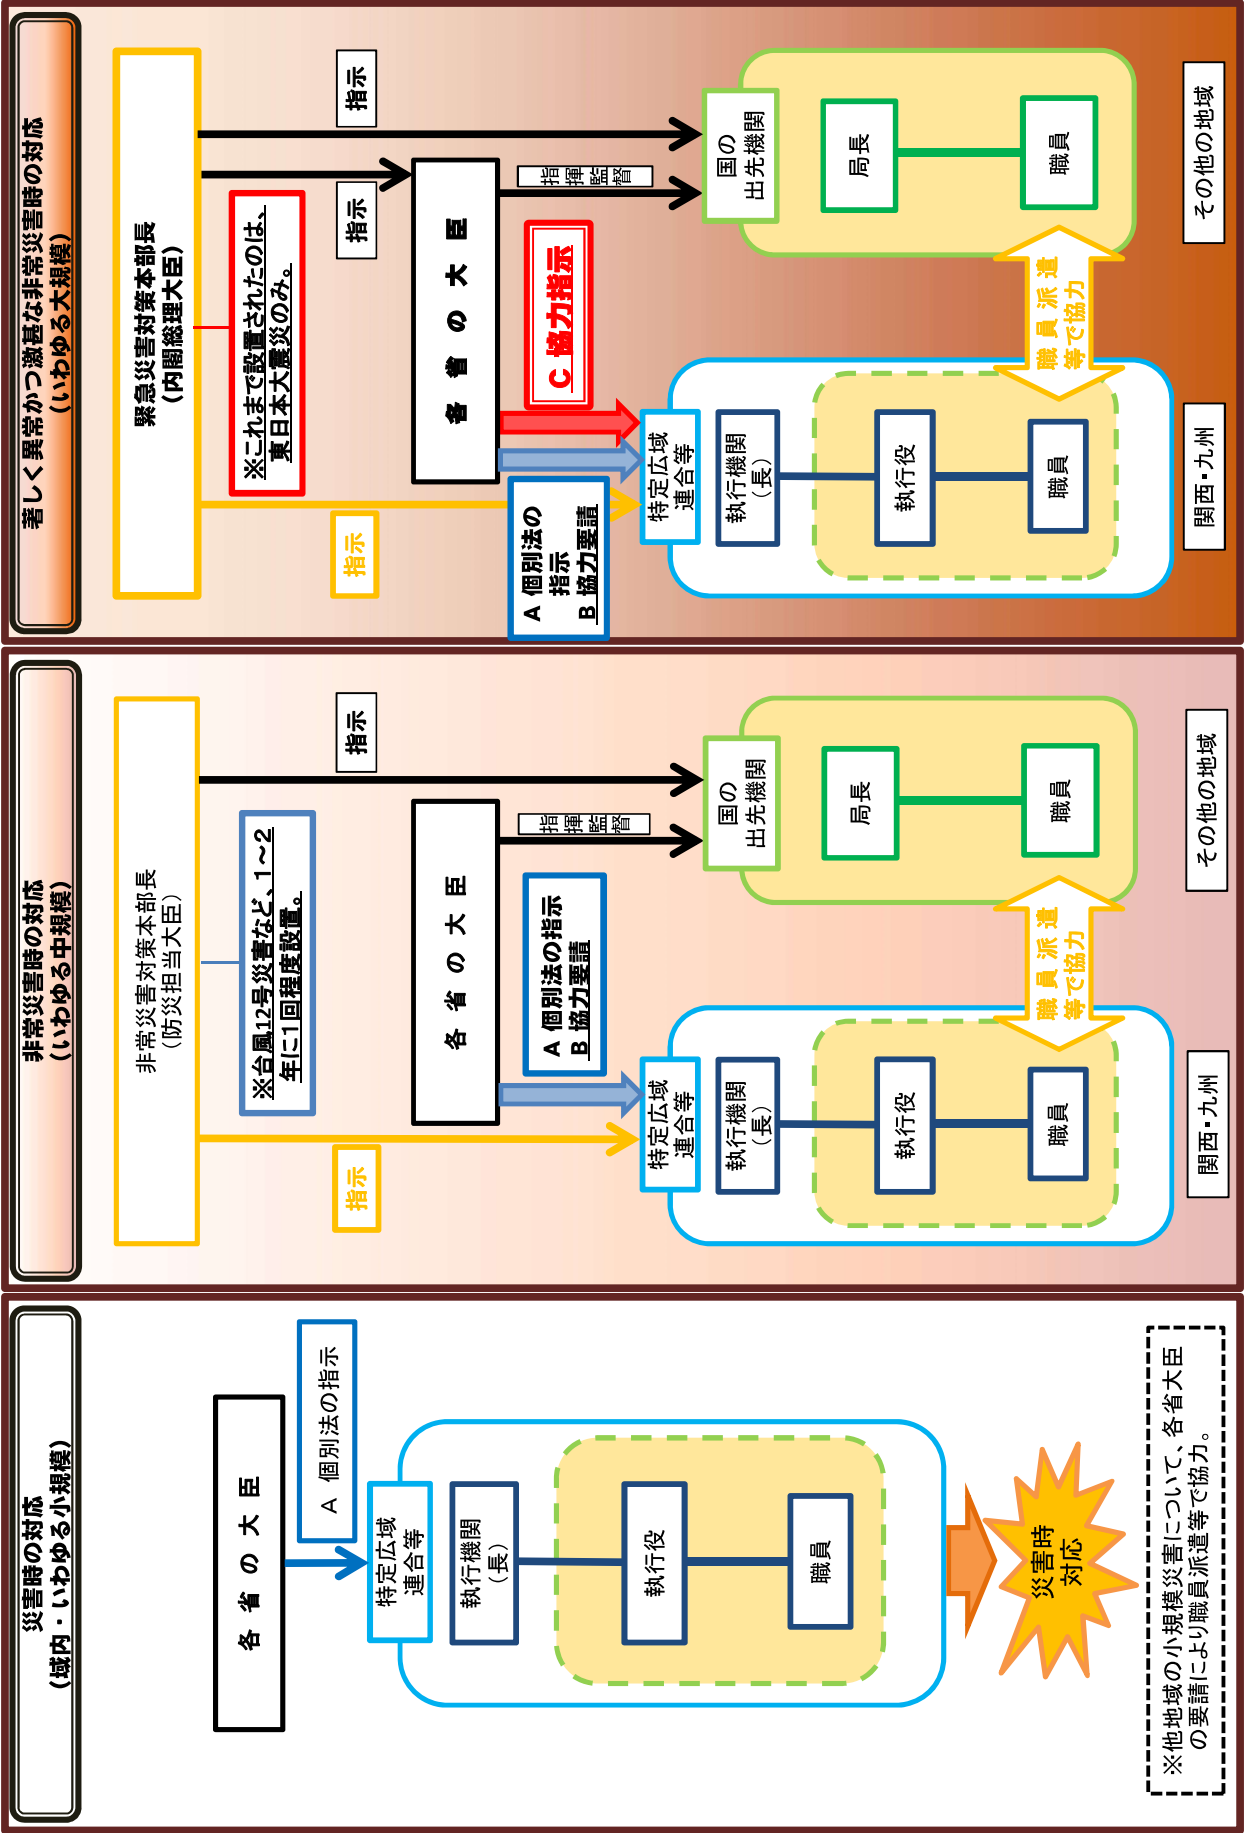 災害時の対応
（域内・いわゆる小規模）
各省の大臣
A 個別法の指示
特定広域
連合等
執行機関
（長）
執行役
職員
災害時
対応
※他地域の小規模災害について、各省大臣
の要請により職員派遣等で協力。
非常災害時の対応
（いわゆる中規模）
非常災害対策本部長
（防災担当大臣）
※台風12号災害など、1～2
年に1回程度設置。
指示
指示
各省の大臣
指揮監督
A 個別法の指示
B 協力要請
特定広域
連合等
執行機関
（長）
執行役
職員
国の
出先機関
局長
職員
職員派遣
等で協力
関西・九州
その他の地域
著しく異常かつ激甚な非常災害時の対応
（いわゆる大規模）
緊急災害対策本部長
（内閣総理大臣）
※これまで設置されたのは、
東日本大震災のみ。
指示
指示
指示
各省の大臣
指揮監督
A 個別法の
指示
B 協力要請
C 協力指示
特定広域
連合等
執行機関
（長）
執行役
職員
国の
出先機関
局長
職員
職員派遣
等で協力
関西・九州
その他の地域